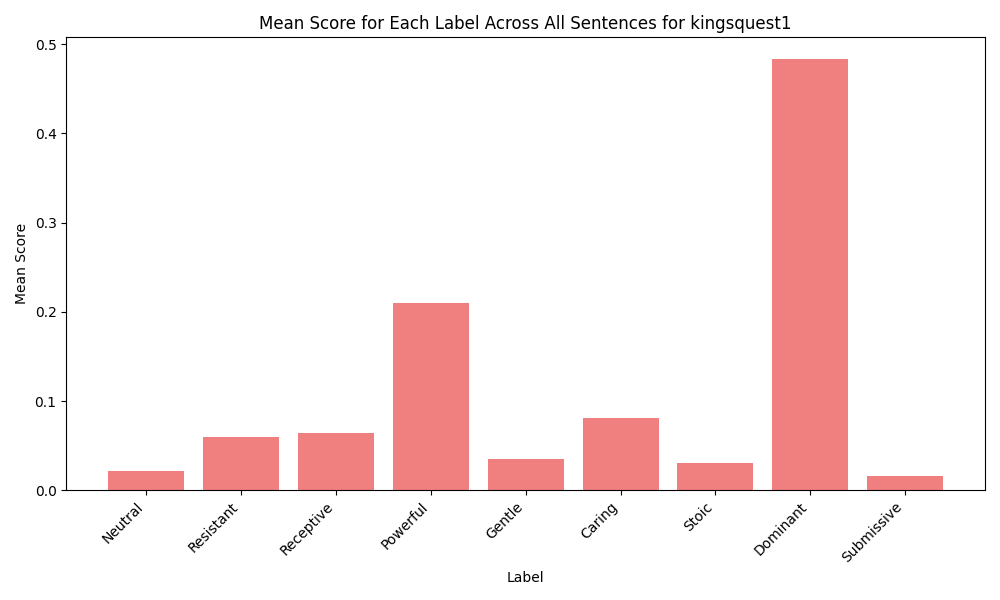 Mean Score for Each Label Across All Sentences for kingsquest1
0.5
0.4
0.3
0.2
0.1
0.0
Mean Score
Neutral
Resistant
Receptive
Powerful
Gentle
Caring
Stoic
Dominant
Submissive
Label